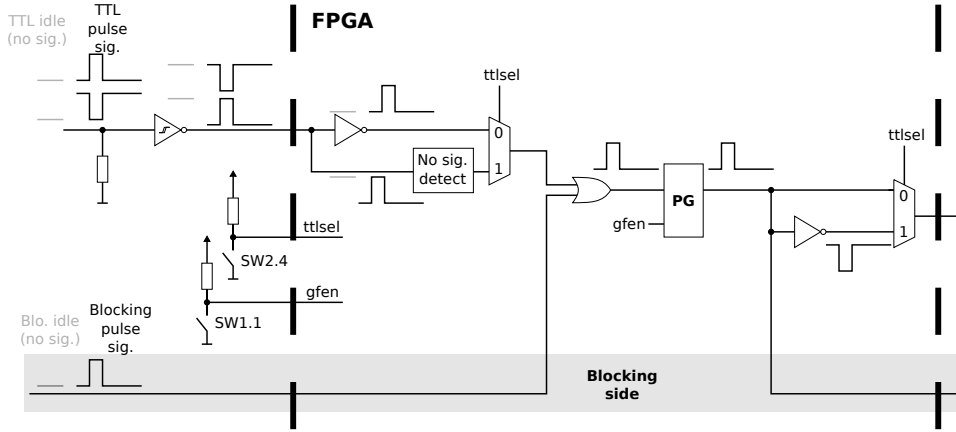 TTL idle
(no sig.)
TTL
pulse
sig.
FPGA
ttlsel
0
1
No sig.
detect
ttlsel
SW2.4
gfen
SW1.1
gfen
PG
ttlsel
0
1
Blo. idle
(no sig.)
Blocking
pulse
sig.
Blocking
side